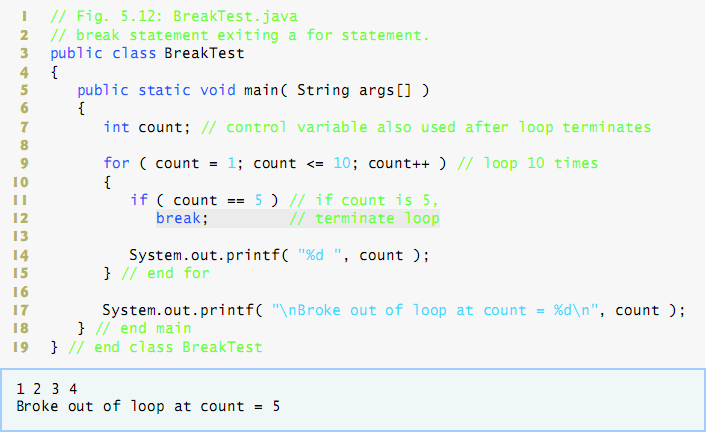 1 // Fig. 5.12: BreakTest.java
2 // break statement exiting a for statement.
3 public class BreakTest
4 {
5 public static void main( String args[] )
6 {
7 int count; // control variable also used after loop terminates
8
9 for ( count = 1; count <= 10; count++ ) // loop 10 times
10 {
11 if ( count == 5 ) // if count is 5,
12 break; // terminate loop
13
14 System.out.printf( "%d ", count );
15 } // end for
16
17 System.out.printf( "\nBroke out of loop at count = %d\n", count );
18 } // end main
19 } // end class BreakTest
1 2 3 4
Broke out of loop at count = 5